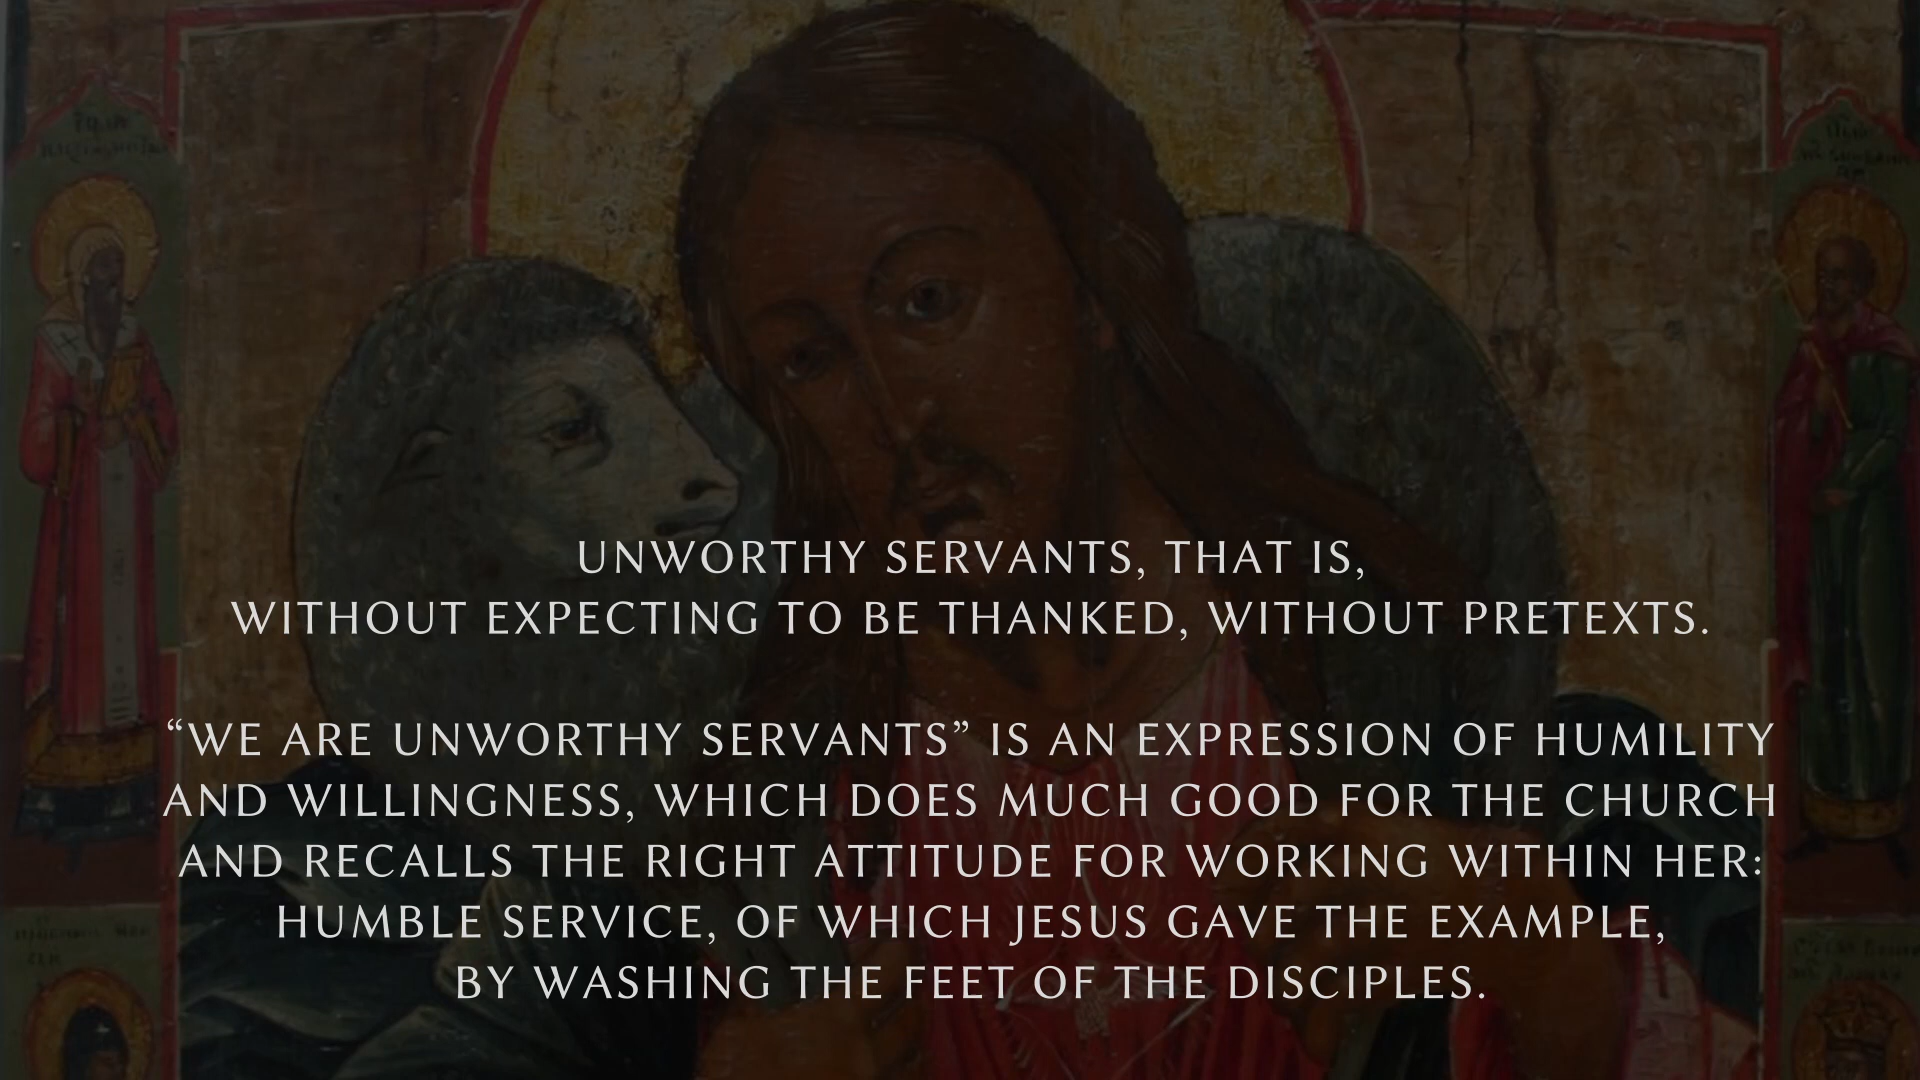 UNWORTHY SERVANTS, THAT IS,
WITHOUT EXPECTING TO BE THANKED, WITHOUT PRETEXTS.
“WE ARE UNWORTHY SERVANTS” IS AN EXPRESSION OF HUMILITY
AND WILLINGNESS, WHICH DOES MUCH GOOD FOR THE CHURCH
AND RECALLS THE RIGHT ATTITUDE FOR WORKING WITHIN HER:
HUMBLE SERVICE, OF WHICH JESUS GAVE THE EXAMPLE,
BY WASHING THE FEET OF THE DISCIPLES.